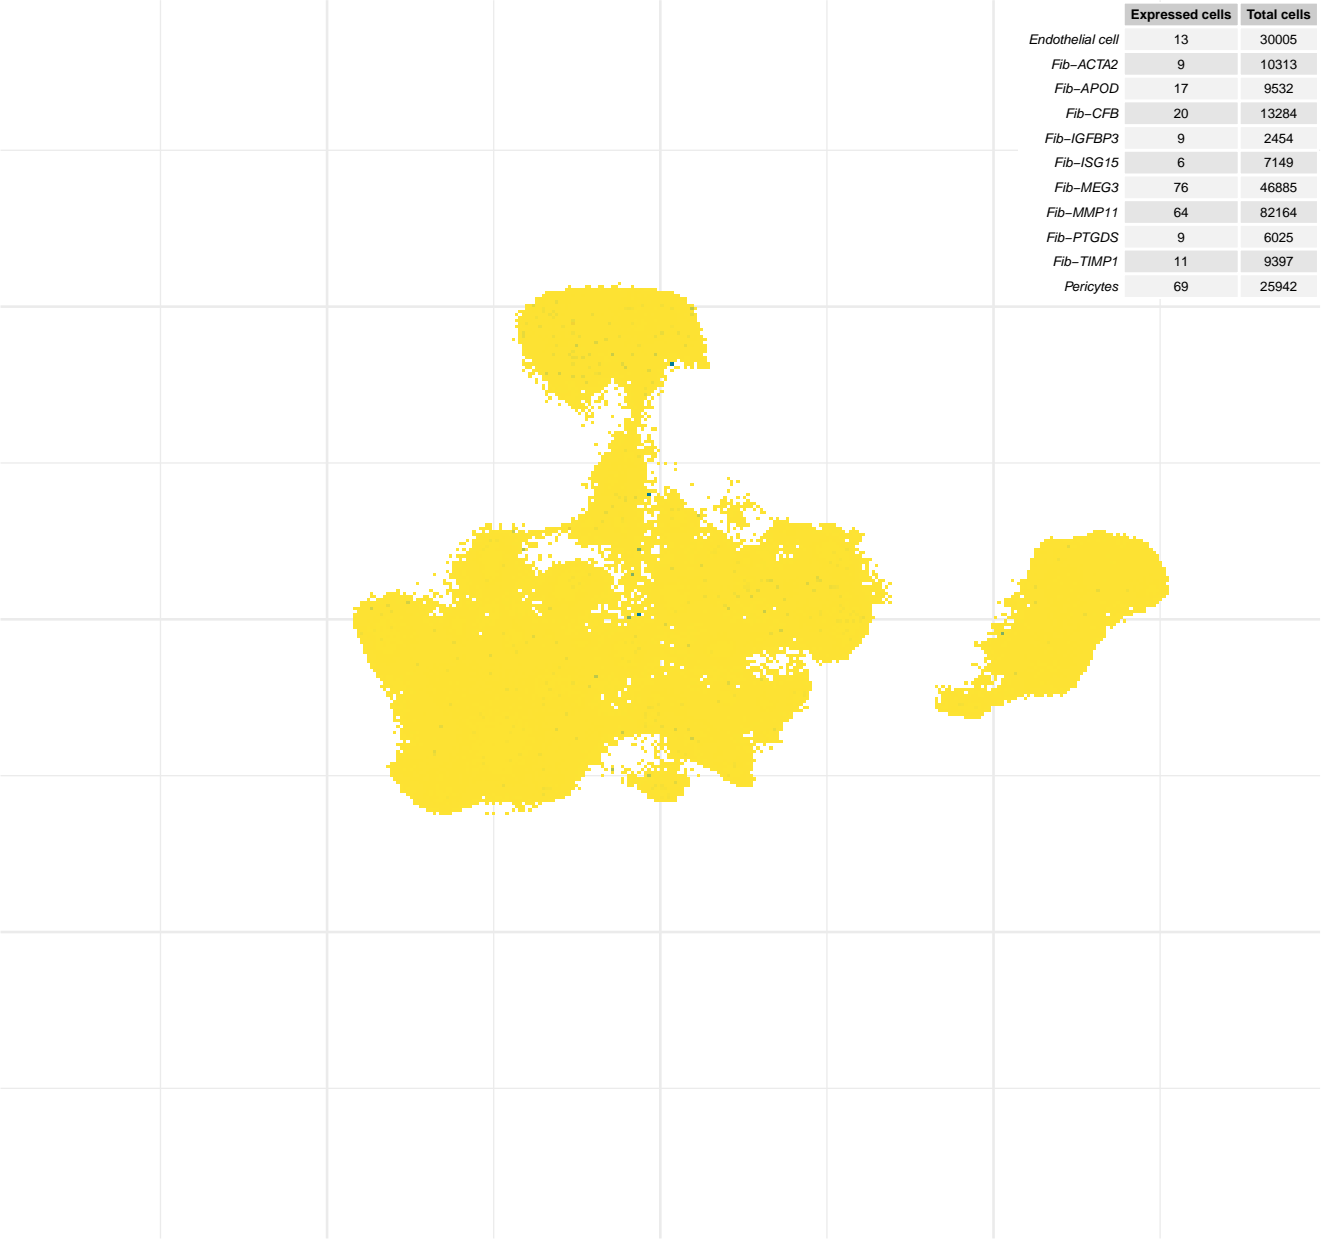 Expressed cells Total cells
Endothelial cell 13 30005
Fib−ACTA2 9 10313
Fib−APOD 17 9532
Fib−CFB 20 13284
Fib−IGFBP3 9 2454
Fib−ISG15 6 7149
Fib−MEG3 76 46885
Fib−MMP11 64 82164
Fib−PTGDS 9 6025
Fib−TIMP1 11 9397
Pericytes 69 25942